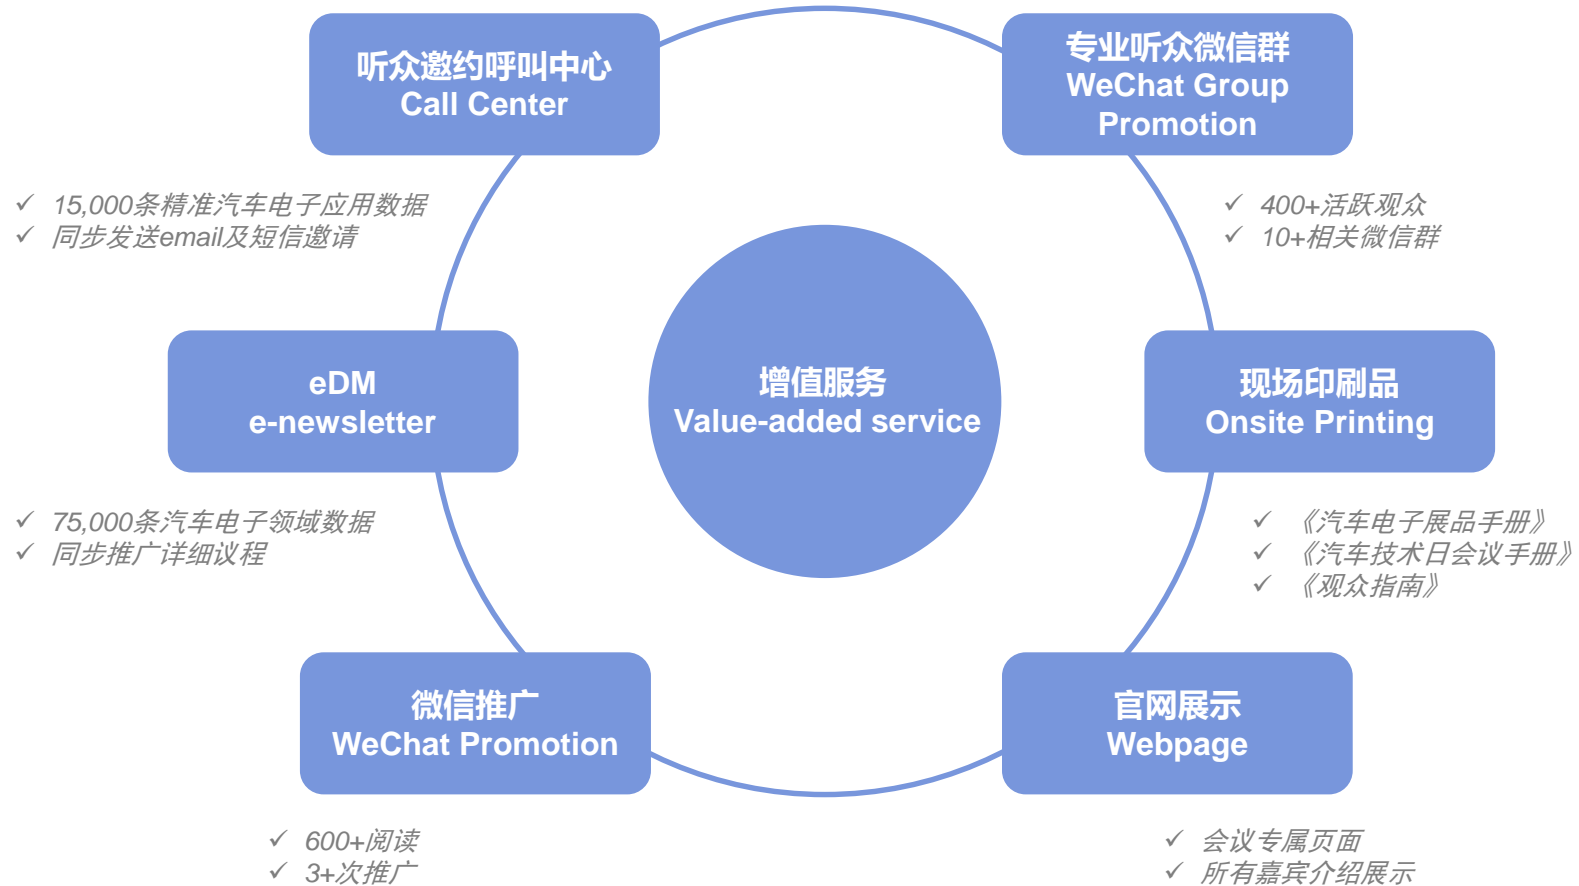 听众邀约呼叫中心
Call Center
15,000条精准汽车电子应用数据
同步发送email及短信邀请
专业听众微信群
WeChat Group
Promotion
400+活跃观众
10+相关微信群
eDM
e-newsletter
75,000条汽车电子领域数据
同步推广详细议程
增值服务
Value-added service
现场印刷品
Onsite Printing
《汽车电子展品手册》
《汽车技术日会议手册》
《观众指南》
微信推广
WeChat Promotion
600+阅读
3+次推广
官网展示
Webpage
会议专属页面
所有嘉宾介绍展示